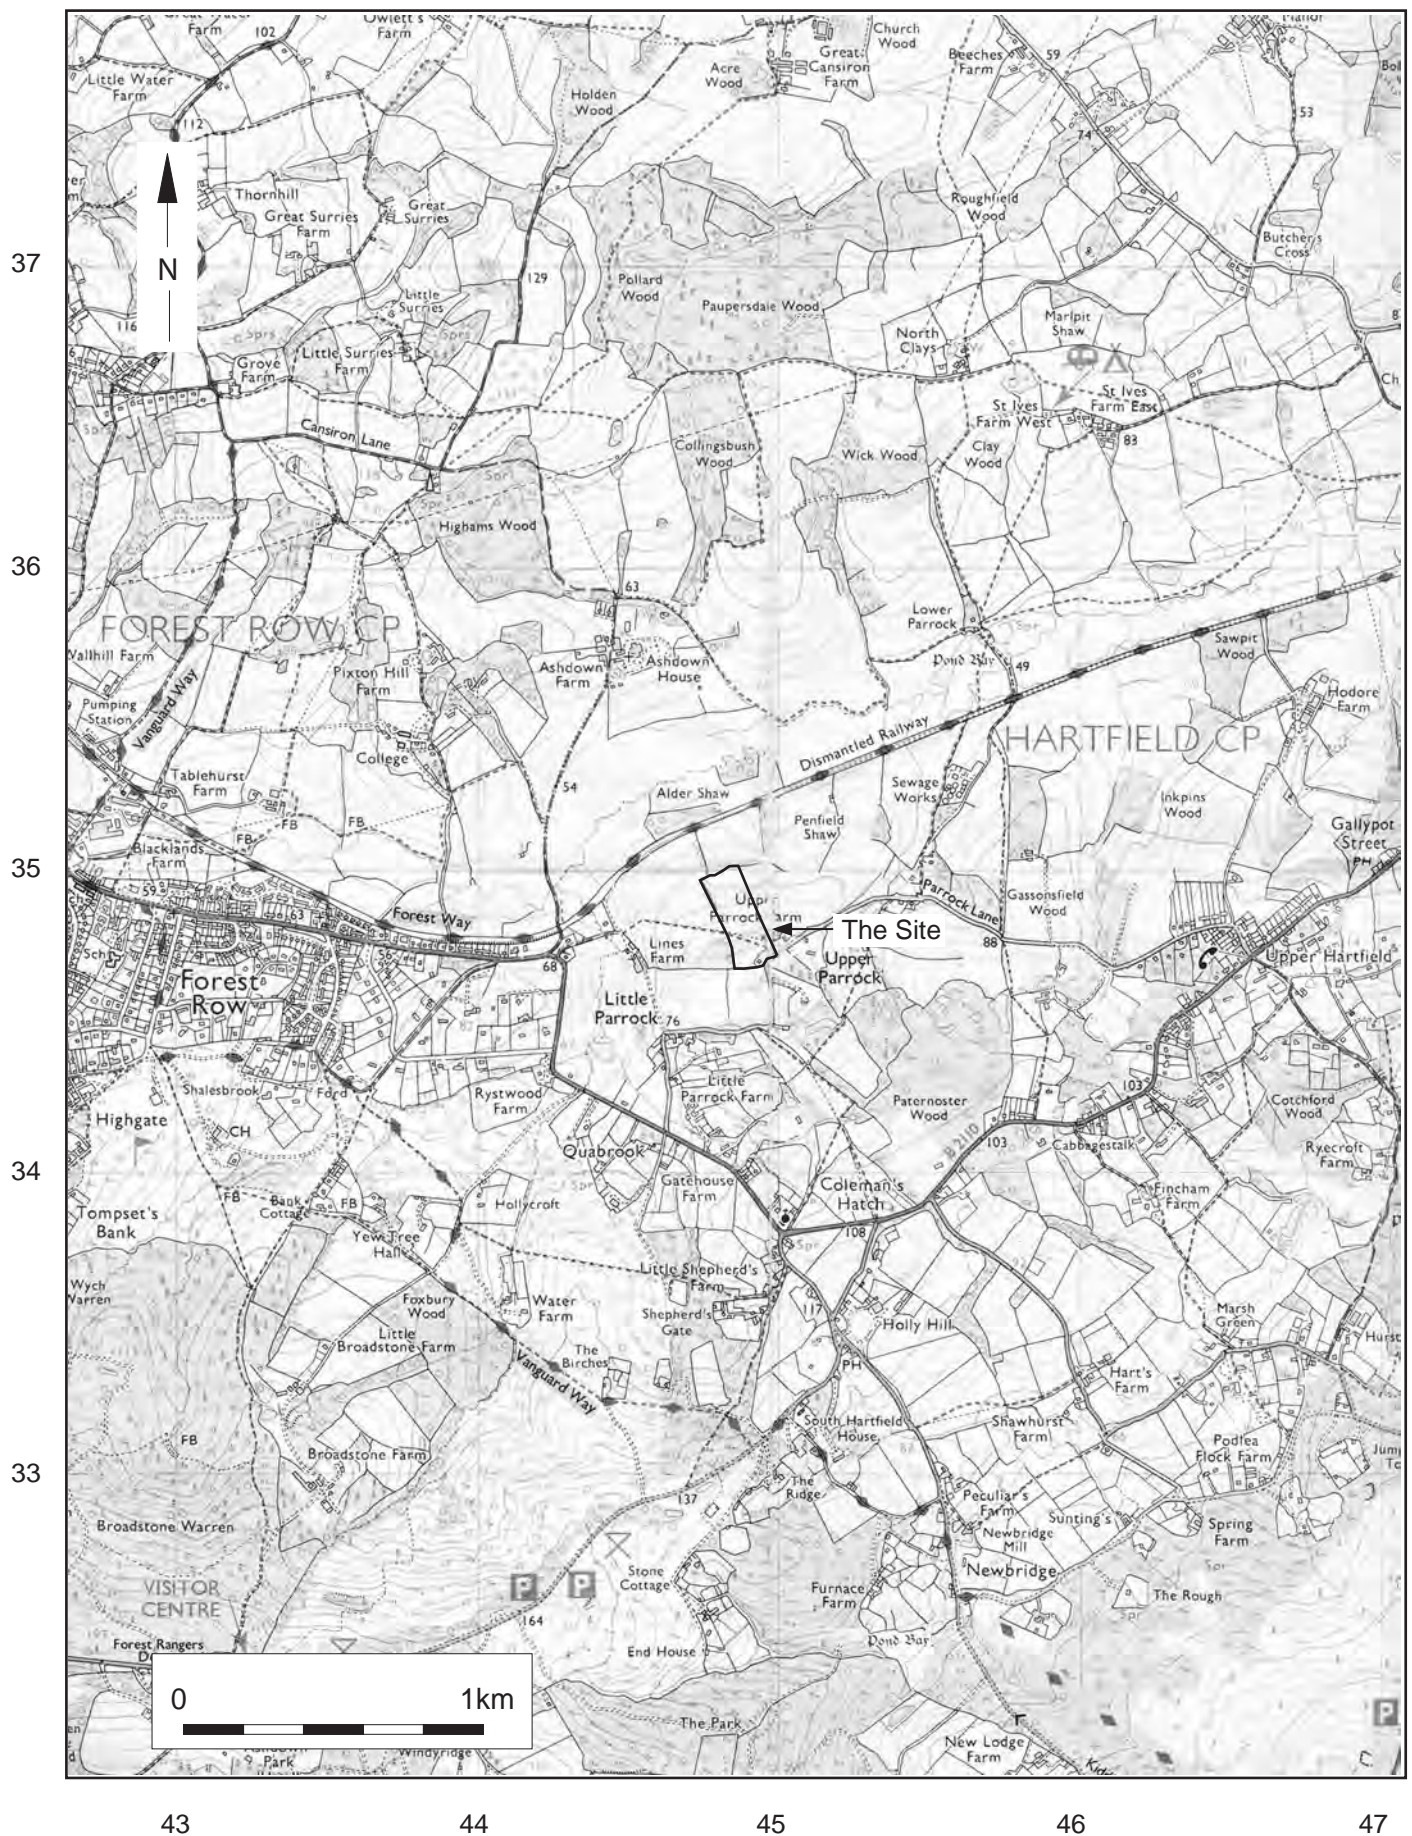 Farm
102
Owlett's
Farm
Church
Wood
Manor
Little Water
Farm
Acre
Wood
Great
Cansiron
Farm
Beeches
Farm
59
Holden
Wood
53
112
74
N
Thornhill
Great Surries
Farm
Great
Surries
Roughfield
Wood
Butcher's
Cross
37
129
Pollard
Wood
Paupersdale Wood
Little
Surries
116
North
Clays
Marlpit
Shaw
Grove
Farm
Little Surries
Farm
St Ives
Farm West
St Ives
Farm East
83
Cansiron Lane
Collingsbush
Wood
Wick Wood
Clay
Wood
Highams Wood
36
63
Lower
Parrock
FOREST ROW CP
Spr
Sawpit
Wood
Wallhill Farm
Pixton Hill
Farm
Ashdown
Farm
Ashdown
House
Pond Bay
49
Hodore
Farm
Pumping
Station
Vanguard Way
Dismantled Railway
HARTFIELD CP
College
Tablehurst
Farm
54
Alder Shaw
Sewage
Works
Inkpins
Wood
FB
FB
FB
Penfield
Shaw
Gallypot
Street
PH
Blacklands
Farm
35
59
63
Forest Way
Upper
Parrock Farm
The Site
Parrock Lane
Gassonsfield
Wood
88
Sch
56
68
Lines
Farm
Upper
Parrock
Upper Hartfield
Forest
Row
Little
Parrock
76
Shalesbrook
Ford
Rystwood
Farm
Little
Parrock Farm
Paternoster
Wood
103
Cotchford
Wood
Highgate
CH
Quabrook
B 2110
103
Cabbagestalk
Ryecroft
Farm
34
Gatehouse
Farm
Coleman's
Hatch
Fincham
Farm
FB
Bank
Cottage
FB
Hollycroft
Tompset's
Bank
Yew Tree
Hall
108
Spr
Little Shepherd's
Farm
Wych
Warren
Foxbury
Wood
Water
Farm
Shepherd's
Gate
117
Holly Hill
Marsh
Green
Little
Broadstone Farm
The
Birches
PH
Hart's
Farm
Vanguard Way
South Hartfield
House
Shawhurst
Farm
FB
Broadstone Farm
Podlea
Flock Farm
33
The
Ridge
137
Peculiar's
Farm
Sunting's
Spring
Farm
Broadstone Warren
Newbridge
Mill
Newbridge
VISITOR
CENTRE
P
P
Stone
Cottage
Furnace
Farm
The Rough
Spr
164
Forest Rangers
End House
Pond Bay
0
1km
The Park
P
New Lodge
Farm
Park
Windyridge
43
44
45
46
47